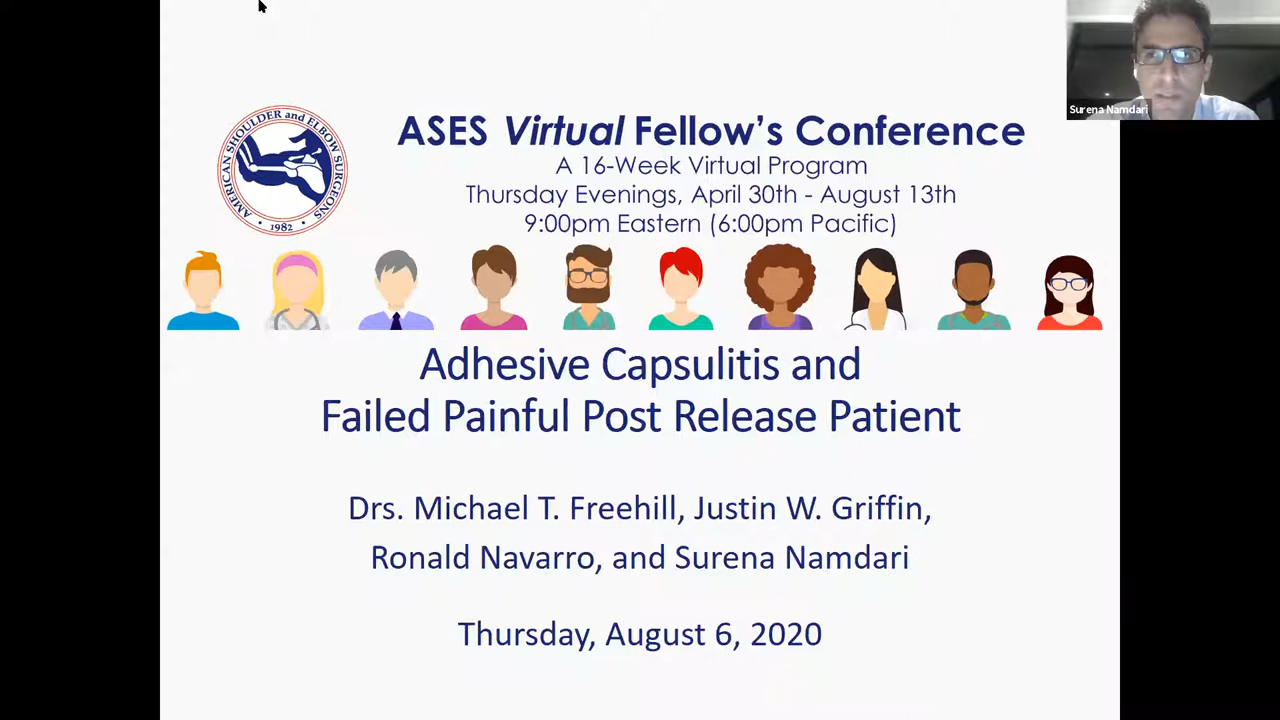 Surena Namdari
AMERICAN SHOULDER and ELBOW SURGEONS
• 1982 •
ASES Virtual Fellow's Conference
A 16-Week Virtual Program
Thursday Evenings, April 30th - August 13th
9:00pm Eastern (6:00pm Pacific)
Adhesive Capsulitis and
Failed Painful Post Release Patient
Drs. Michael T. Freehill, Justin W. Griffin,
Ronald Navarro, and Surena Namdari
Thursday, August 6, 2020